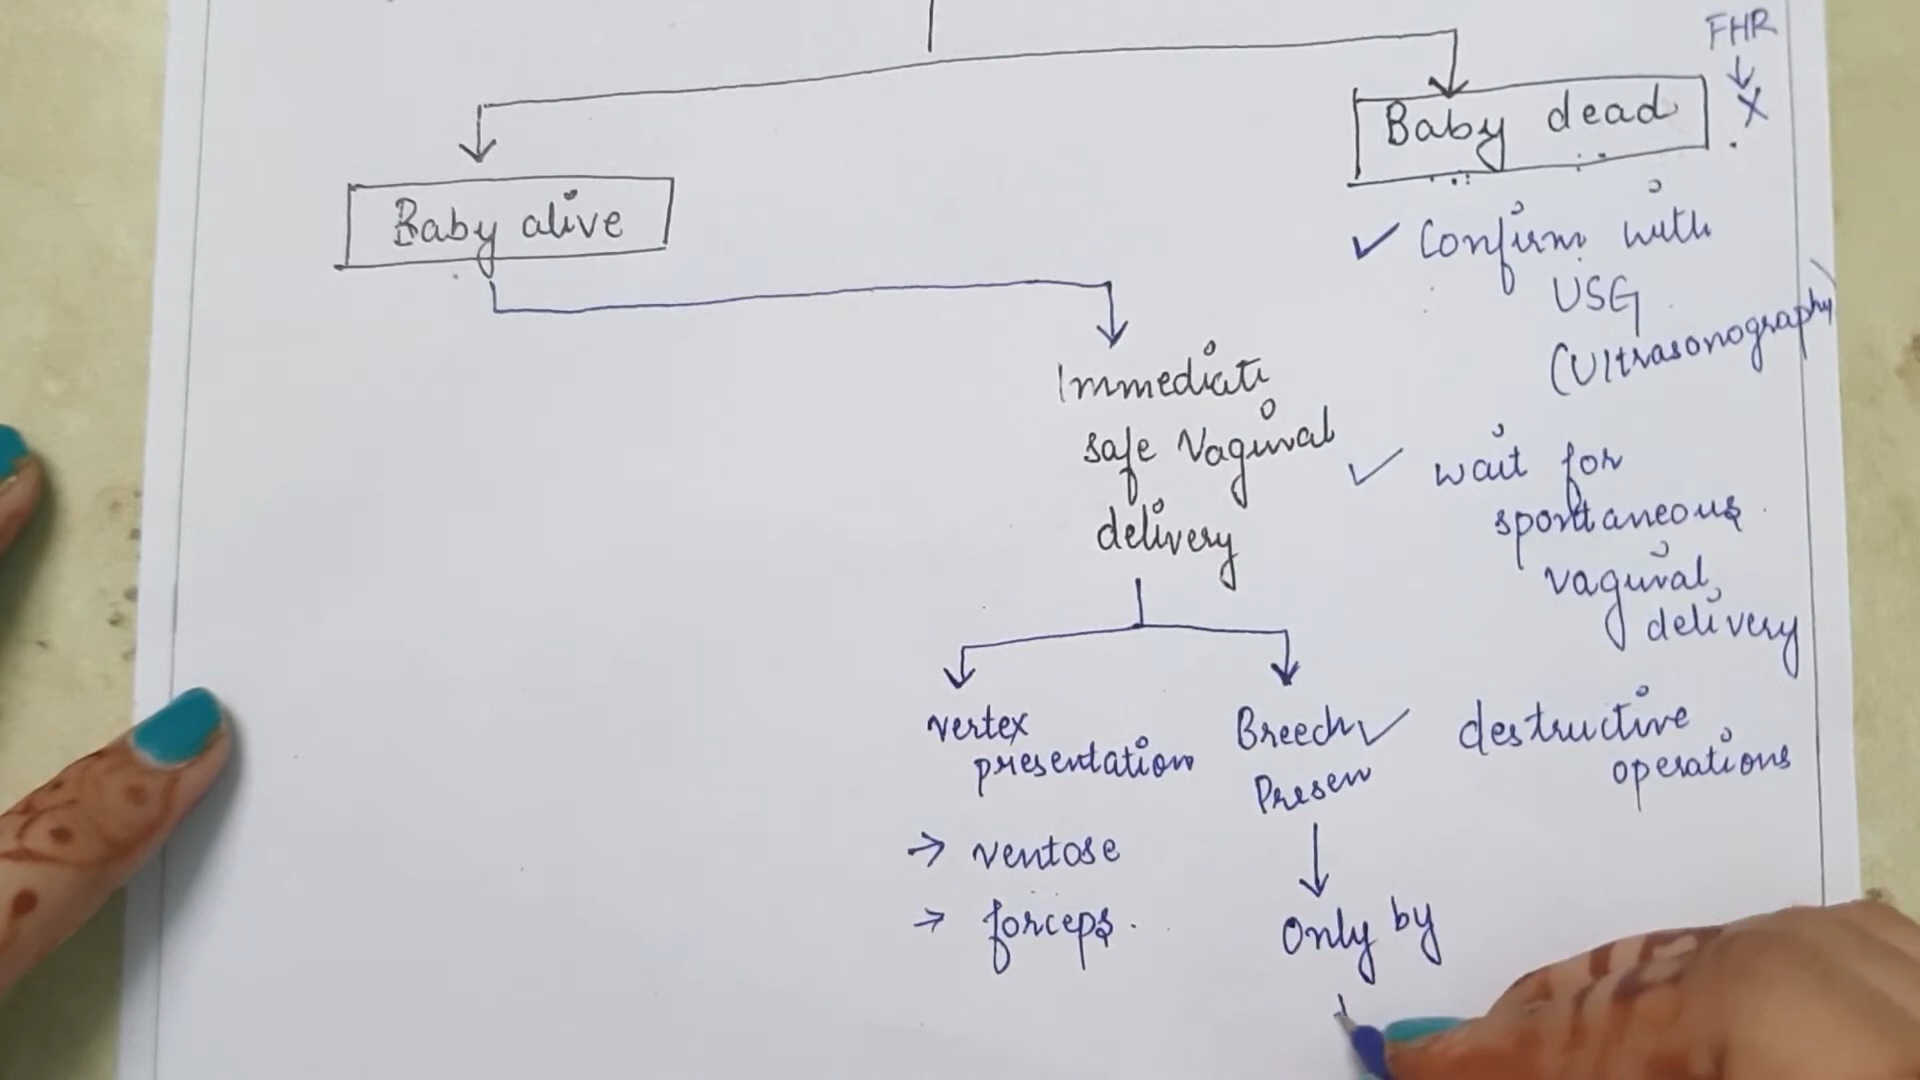 FHR
X
Baby dead
Baby alive
✓ Confirm with
USG
(Ultrasonography)
Immediate
safe Vaginal
delivery
✓ wait for
spontaneous
vaginal
delivery
vertex
presentation
Breech
Presen
✓ destructive
operations
→ ventose
→ forceps.
Only by